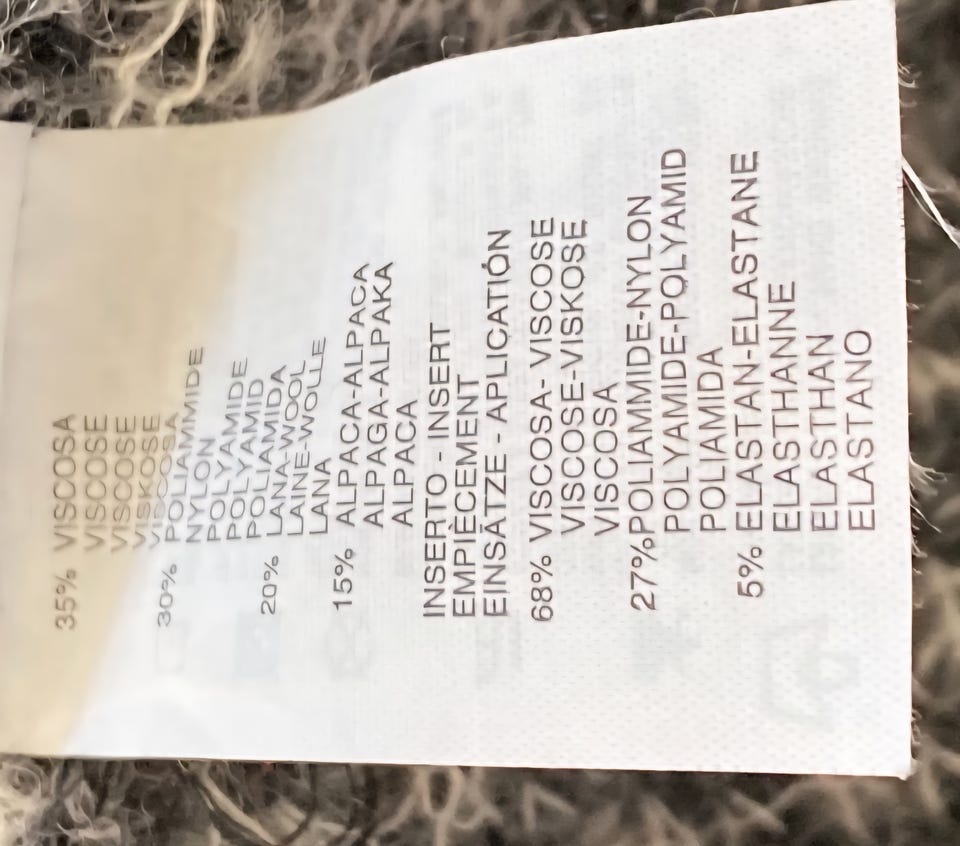 35% VISCOSA
VISCOSE
VISCOSE
VISKOSE
VISCOSA
30% POLIAMMIDE
NYLON
POLYAMIDE
POLYAMID
POLIAMIDA
20% LANA-WOOL
LAINE-WOLLE
LANA
15% ALPACA-ALPACA
ALPAGA-ALPAKA
ALPACA
INSERTO - INSERT
EMPIÈCEMENT
EINSÄTZE - APLICATIÓN
68% VISCOSA- VISCOSE
VISCOSE-VISKOSE
VISCOSA
27%POLIAMMIDE-NYLON
POLYAMIDE-POLYAMID
POLIAMIDA
5% ELASTAN-ELASTANE
ELASTHANNE
ELASTHAN
ELASTANO